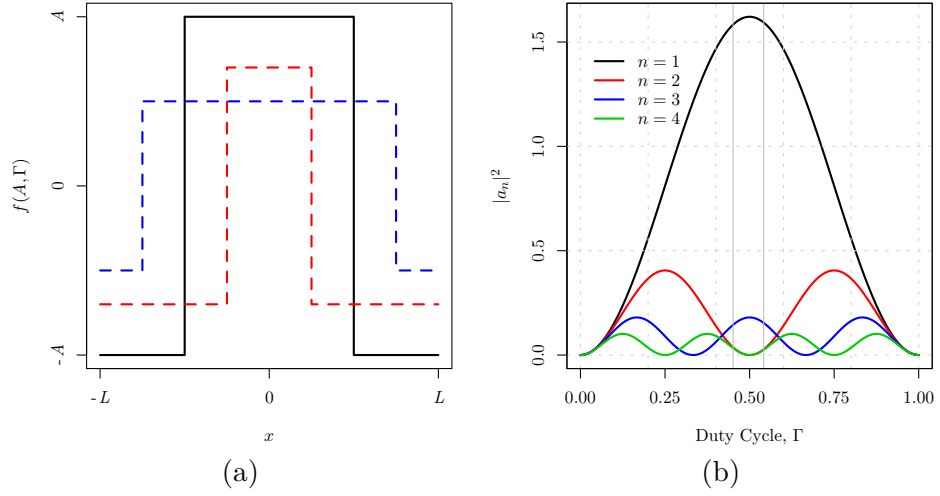 A
0
- A
f (A, Γ)
- L
0
L
x
(a)
1.5
1.0
0.5
0.0
|a_n|^2
n = 1
n = 2
n = 3
n = 4
0.00
0.25
0.50
0.75
1.00
Duty Cycle, Γ
(b)